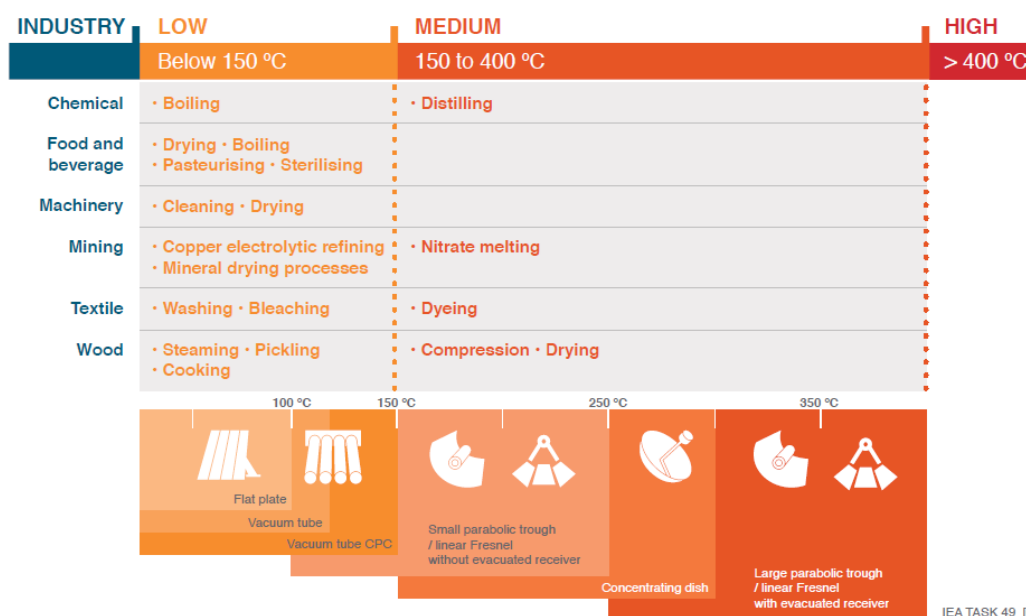 INDUSTRY LOW MEDIUM HIGH
Below 150 ºC 150 to 400 ºC > 400 ºC
Chemical · Boiling · Distilling
Food and · Drying · Boiling
beverage · Pasteurising · Sterilising
Machinery · Cleaning · Drying
Mining · Copper electrolytic refining · Nitrate melting
· Mineral drying processes
Textile · Washing · Bleaching · Dyeing
Wood · Steaming · Pickling · Compression · Drying
· Cooking
100 ºC 150 ºC 250 ºC 350 ºC
Flat plate
Vacuum tube
Vacuum tube CPC
Small parabolic trough
/ linear Fresnel
without evacuated receiver
Concentrating dish
Large parabolic trough
/ linear Fresnel
with evacuated receiver
IEA TASK 49